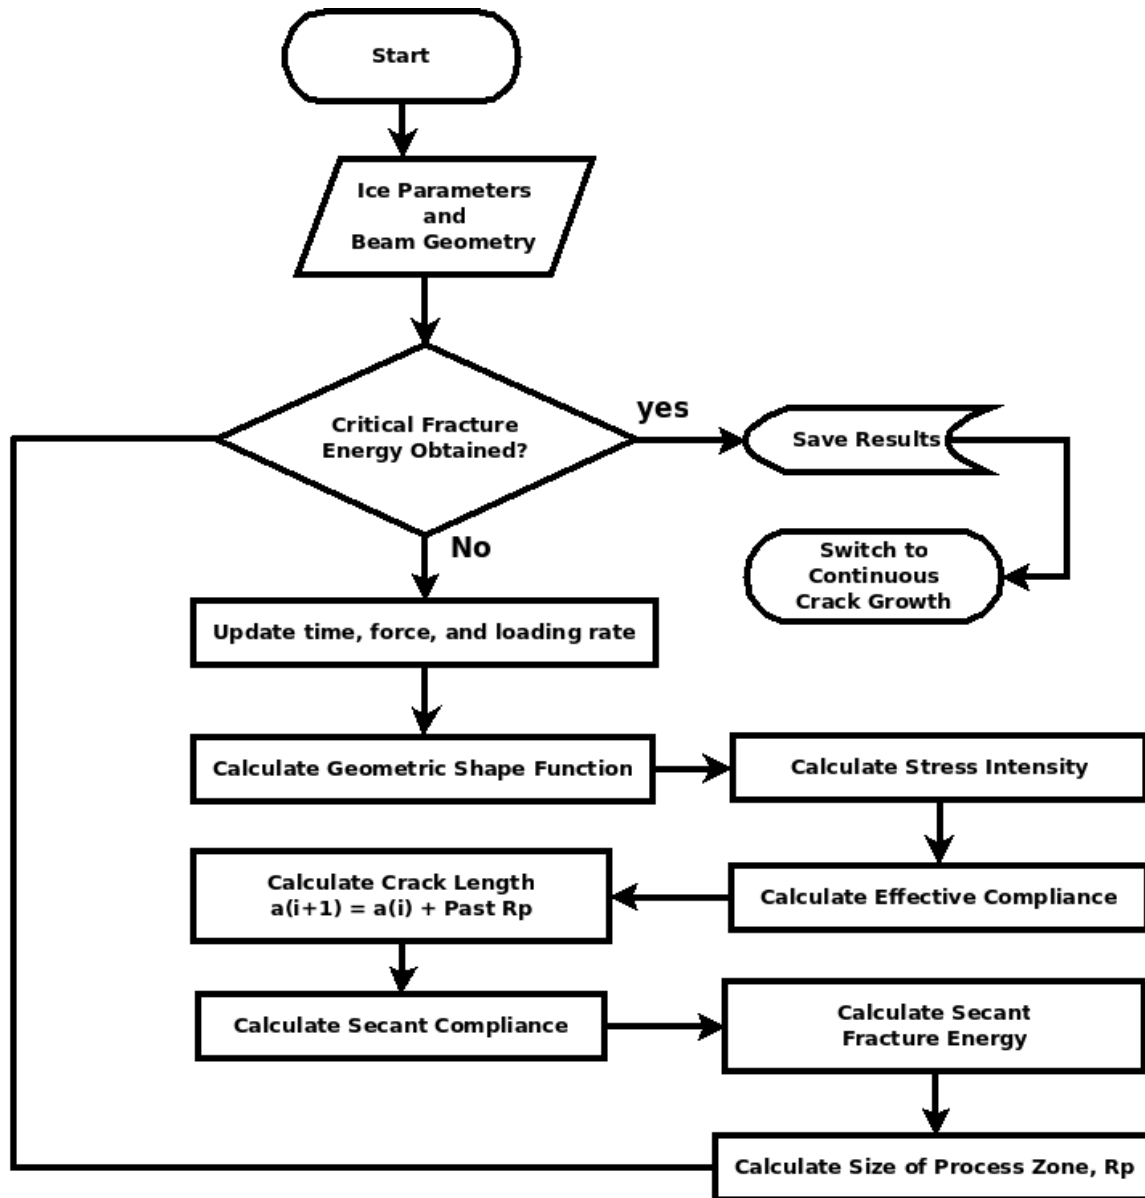 Start
Ice Parameters
and
Beam Geometry
Critical Fracture
Energy Obtained?
yes
Save Results
No
Switch to
Continuous
Crack Growth
Update time, force, and loading rate
Calculate Geometric Shape Function
Calculate Stress Intensity
Calculate Effective Compliance
Calculate Crack Length
a(i+1) = a(i) + Past Rp
Calculate Secant Compliance
Calculate Secant
Fracture Energy
Calculate Size of Process Zone, Rp